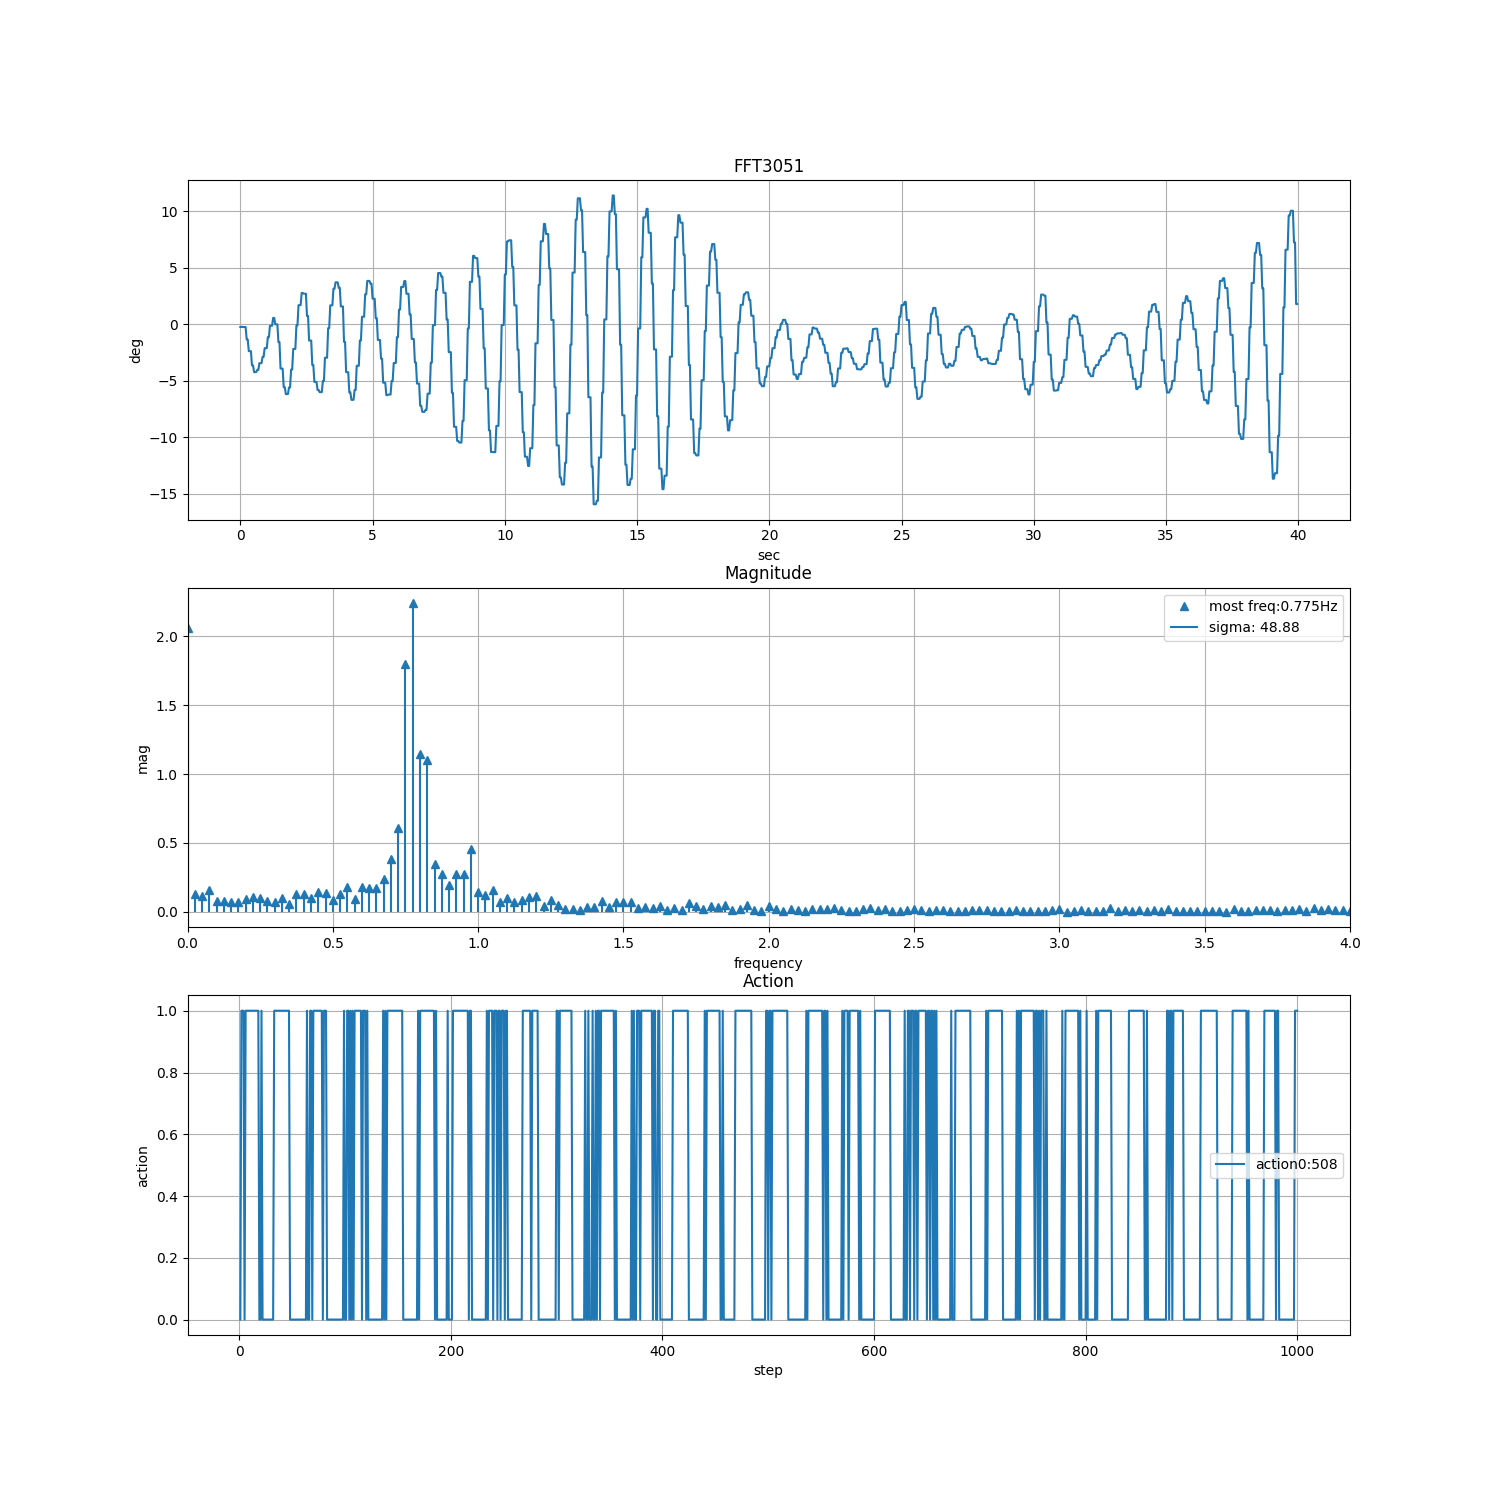 FFT3051
10
5
0
−5
−10
−15
deg
0 5 10 15 20 25 30 35 40
sec
Magnitude
most freq:0.775Hz
sigma: 48.88
2.0
1.5
1.0
0.5
0.0
mag
0.0 0.5 1.0 1.5 2.0 2.5 3.0 3.5 4.0
frequency
Action
1.0
0.8
0.6
0.4
0.2
0.0
action
action0:508
0 200 400 600 800 1000
step